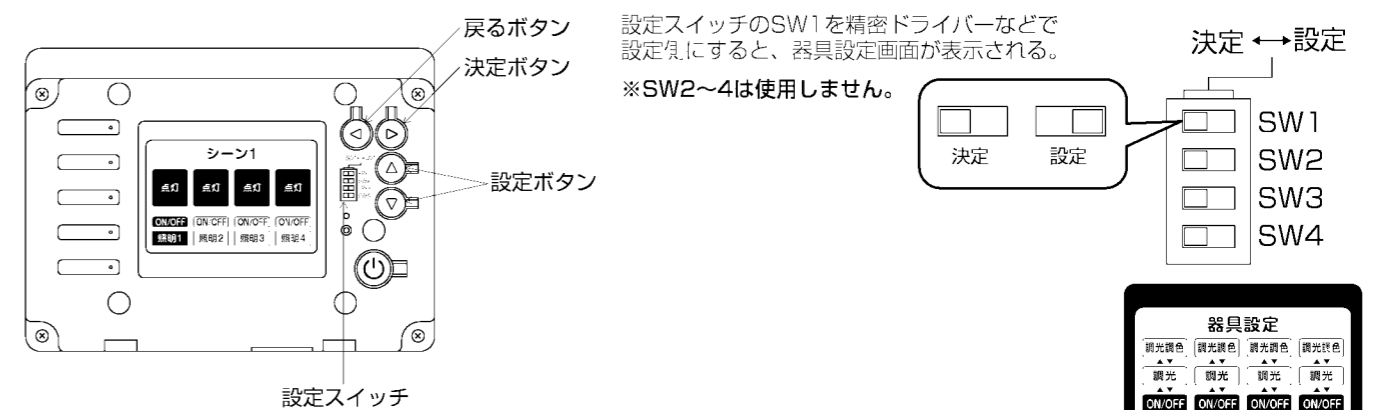 戻るボタン
決定ボタン
設定ボタン
設定スイッチ
シーン1
点灯 点灯 点灯 点灯
ON/OFF ON/OFF ON/OFF ON/OFF
照明1 照明2 照明3 照明4
設定スイッチのSW1を精密ドライバーなどで
設定側にすると、器具設定画面が表示される。
※SW2~4は使用しません。
決定 設定
決定 ⟷ 設定
SW1
SW2
SW3
SW4
器具設定
調光調色 調光調色 調光調色 調光調色
▲▼ ▲▼ ▲▼ ▲▼
調光 調光 調光 調光
▲▼ ▲▼ ▲▼ ▲▼
ON/OFF ON/OFF ON/OFF ON/OFF